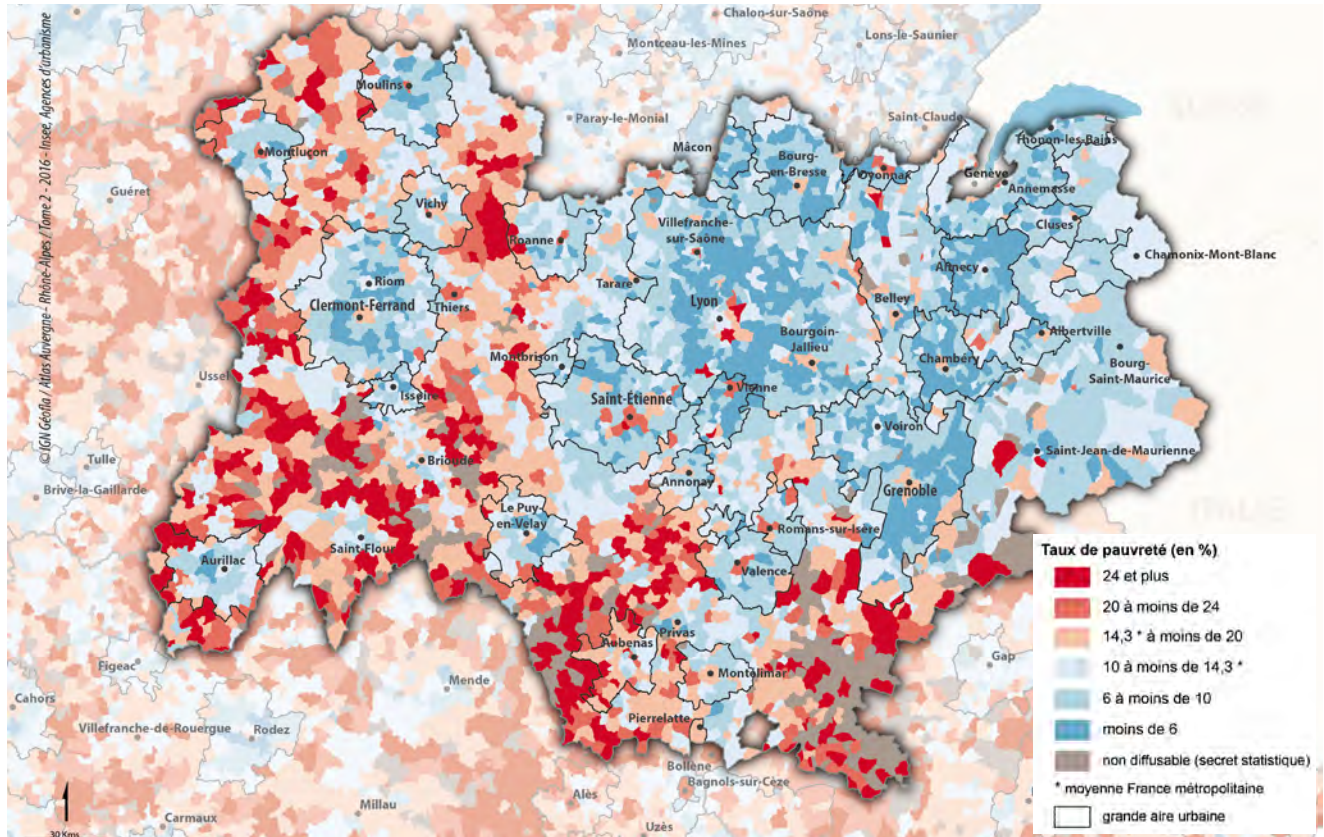 ©IGN Géofla / Atlas Auvergne - Rhône-Alpes / Tome 2 - 2016 - Insee, Agences d'urbanisme
Chalon-sur-Saône
Montceau-les-Mines
Lons-le-Saunier
Moulins
Paray-le-Monial
Saint-Claude
Thonon-les-Bains
Montluçon
Mâcon
Bourg-
en-Bresse
Oyonnax
Genève
Annemasse
Guéret
Vichy
Roanne
Villefranche-
sur-Saône
Cluses
Chamonix-Mont-Blanc
Riom
Annecy
Clermont-Ferrand
Thiers
Tarare
Lyon
Belley
Albertville
Bourgoin-
Jallieu
Montbrison
Chambéry
Bourg-
Saint-Maurice
Ussel
Issoire
Saint-Étienne
Vienne
Voiron
Tulle
Brioude
Saint-Jean-de-Maurienne
Brive-la-Gaillarde
Annonay
Grenoble
Le Puy-
en-Velay
Romans-sur-Isère
Saint-Flour
Aurillac
Valence
Privas
Aubenas
Figeac
Mende
Montélimar
Gap
Cahors
Villefranche-de-Rouergue
Rodez
Pierrelatte
Bollène
Bagnols-sur-Cèze
Alès
Millau
Carmaux
Uzès
30 Kms
Taux de pauvreté (en %)
24 et plus
20 à moins de 24
14,3 * à moins de 20
10 à moins de 14,3 *
6 à moins de 10
moins de 6
non diffusable (secret statistique)
* moyenne France métropolitaine
grande aire urbaine